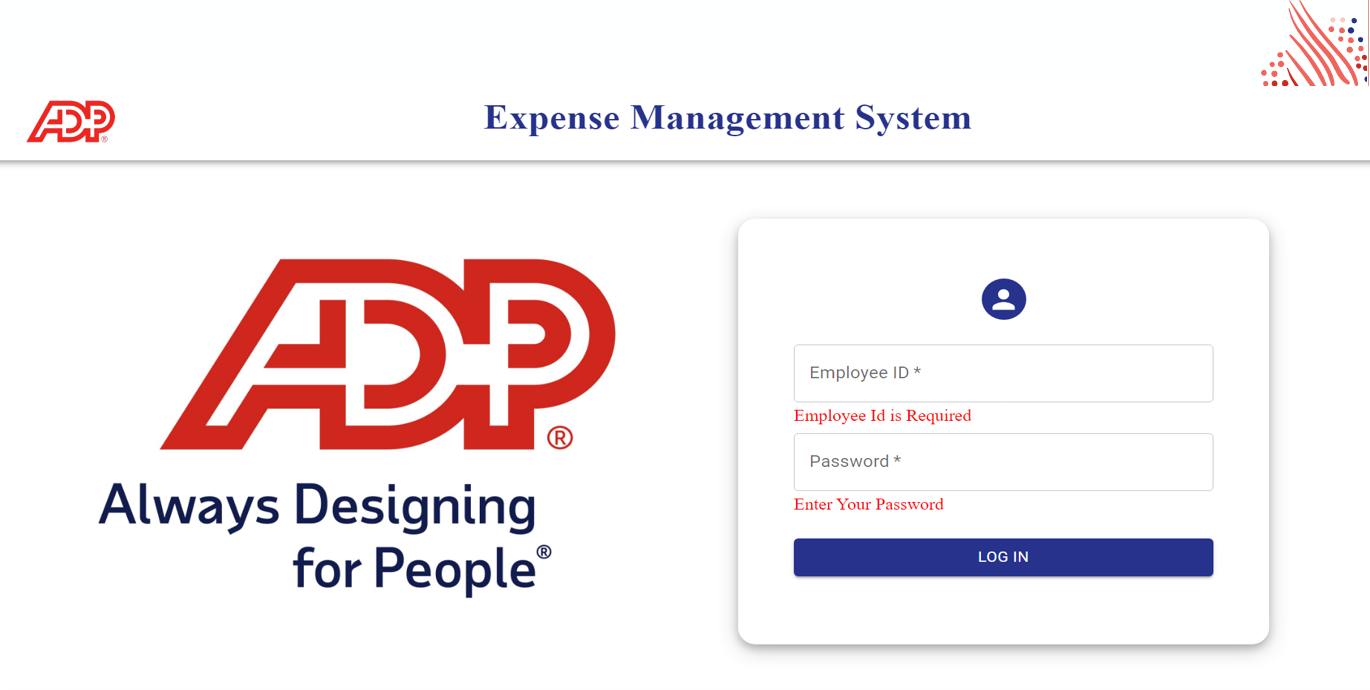 ADP®
Expense Management System
ADP®
Always Designing
for People®
Employee ID *
Employee Id is Required
Password *
Enter Your Password
LOG IN